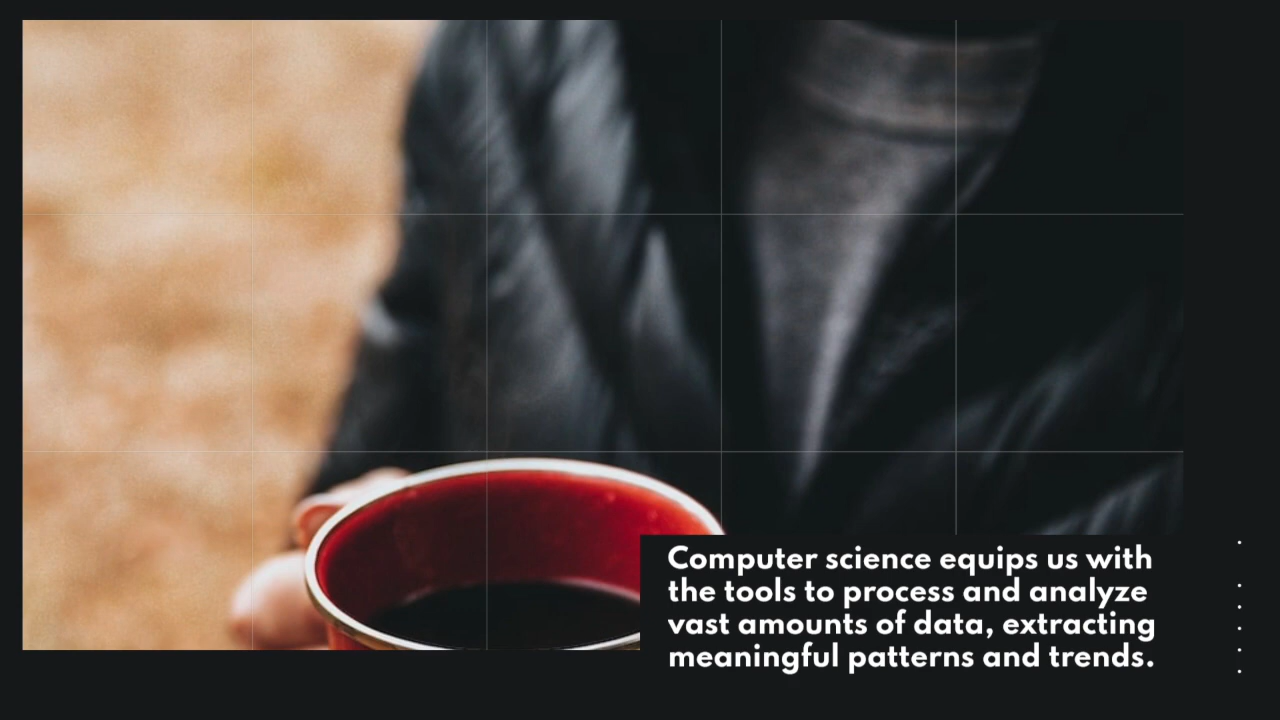 Computer science equips us with
the tools to process and analyze
vast amounts of data, extracting
meaningful patterns and trends.